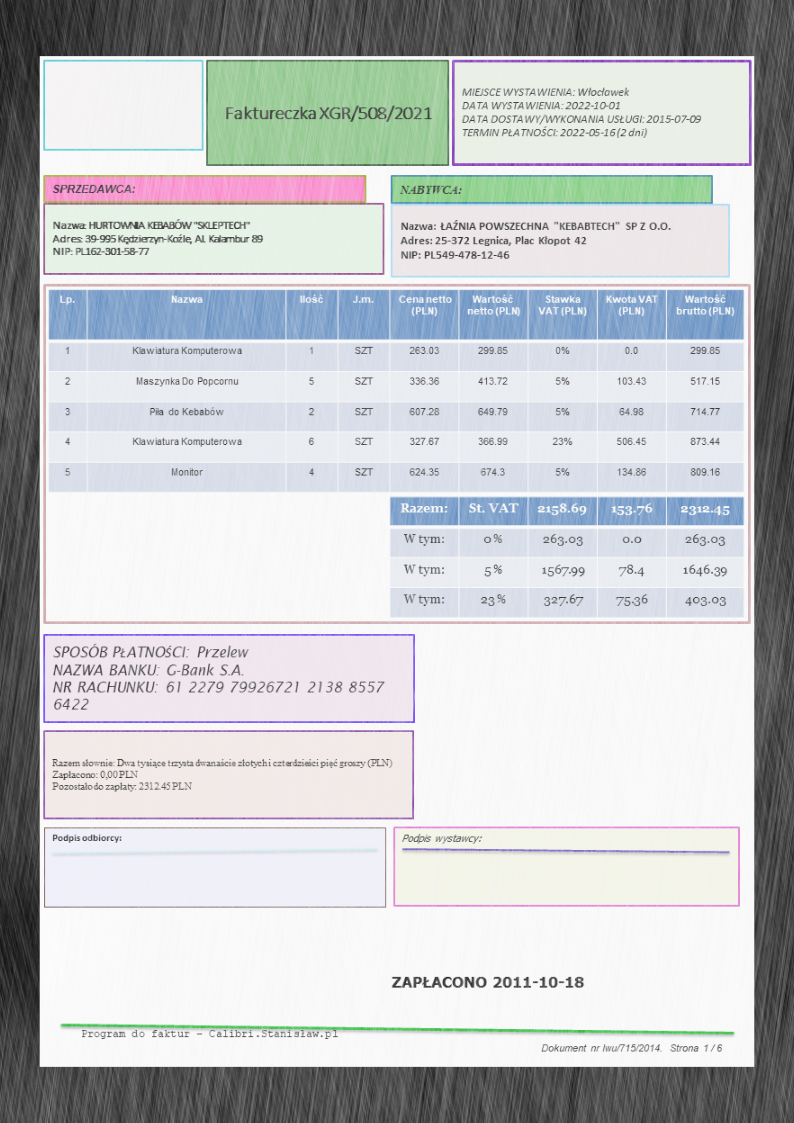 Faktureczka XGR/508/2021
MIEJSCE WYSTAWIENIA: Włocławek
DATA WYSTAWIENIA: 2022-10-01
DATA DOSTAWY/WYKONANIA USŁUGI: 2015-07-09
TERMIN PŁATNOŚCI: 2022-05-16 (2 dni)
SPRZEDAWCA:
Nazwa: HURTOWNIA KEBABÓW "SKLEPTECH"
Adres: 39-995 Kędzierzyn-Koźle, Al. Kalambur 89
NIP: PL162-301-58-77
NABYWCA:
Nazwa: ŁAŹNIA POWSZECHNA "KEBABTECH" SP Z O.O.
Adres: 25-372 Legnica, Plac Kłopot 42
NIP: PL549-478-12-46
Lp. Nazwa Ilość J.m. Cena netto (PLN) Wartość netto (PLN) Stawka VAT (PLN) Kwota VAT (PLN) Wartość brutto (PLN)
1 Klawiatura Komputerowa 1 SZT 263.03 299.85 0% 0.0 299.85
2 Maszynka Do Popcornu 5 SZT 336.36 413.72 5% 103.43 517.15
3 Piła do Kebabów 2 SZT 607.28 649.79 5% 64.98 714.77
4 Klawiatura Komputerowa 6 SZT 327.67 366.99 23% 506.45 873.44
5 Monitor 4 SZT 624.35 674.3 5% 134.86 809.16
Razem: St. VAT 2158.69 153.76 2312.45
W tym: 0% 263.03 0.0 263.03
W tym: 5% 1567.99 78.4 1646.39
W tym: 23% 327.67 75.36 403.03
SPOSÓB PŁATNOŚCI: Przelew
NAZWA BANKU: G-Bank S.A.
NR RACHUNKU: 61 2279 79926721 2138 8557
6422
Razem słownie: Dwa tysiące trzysta dwanaście złotych i czterdzieści pięć groszy (PLN)
Zapłacono: 0,00 PLN
Pozostało do zapłaty: 2312.45 PLN
Podpis odbiorcy:
Podpis wystawcy:
ZAPŁACONO 2011-10-18
Program do faktur – Calibri.Stanisław.pl
Dokument nr lwu/715/2014. Strona 1 / 6